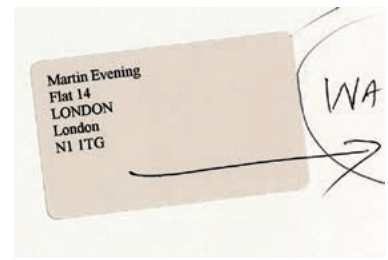 Martin Evening
Flat 14
LONDON
London
N1 1TG
WA